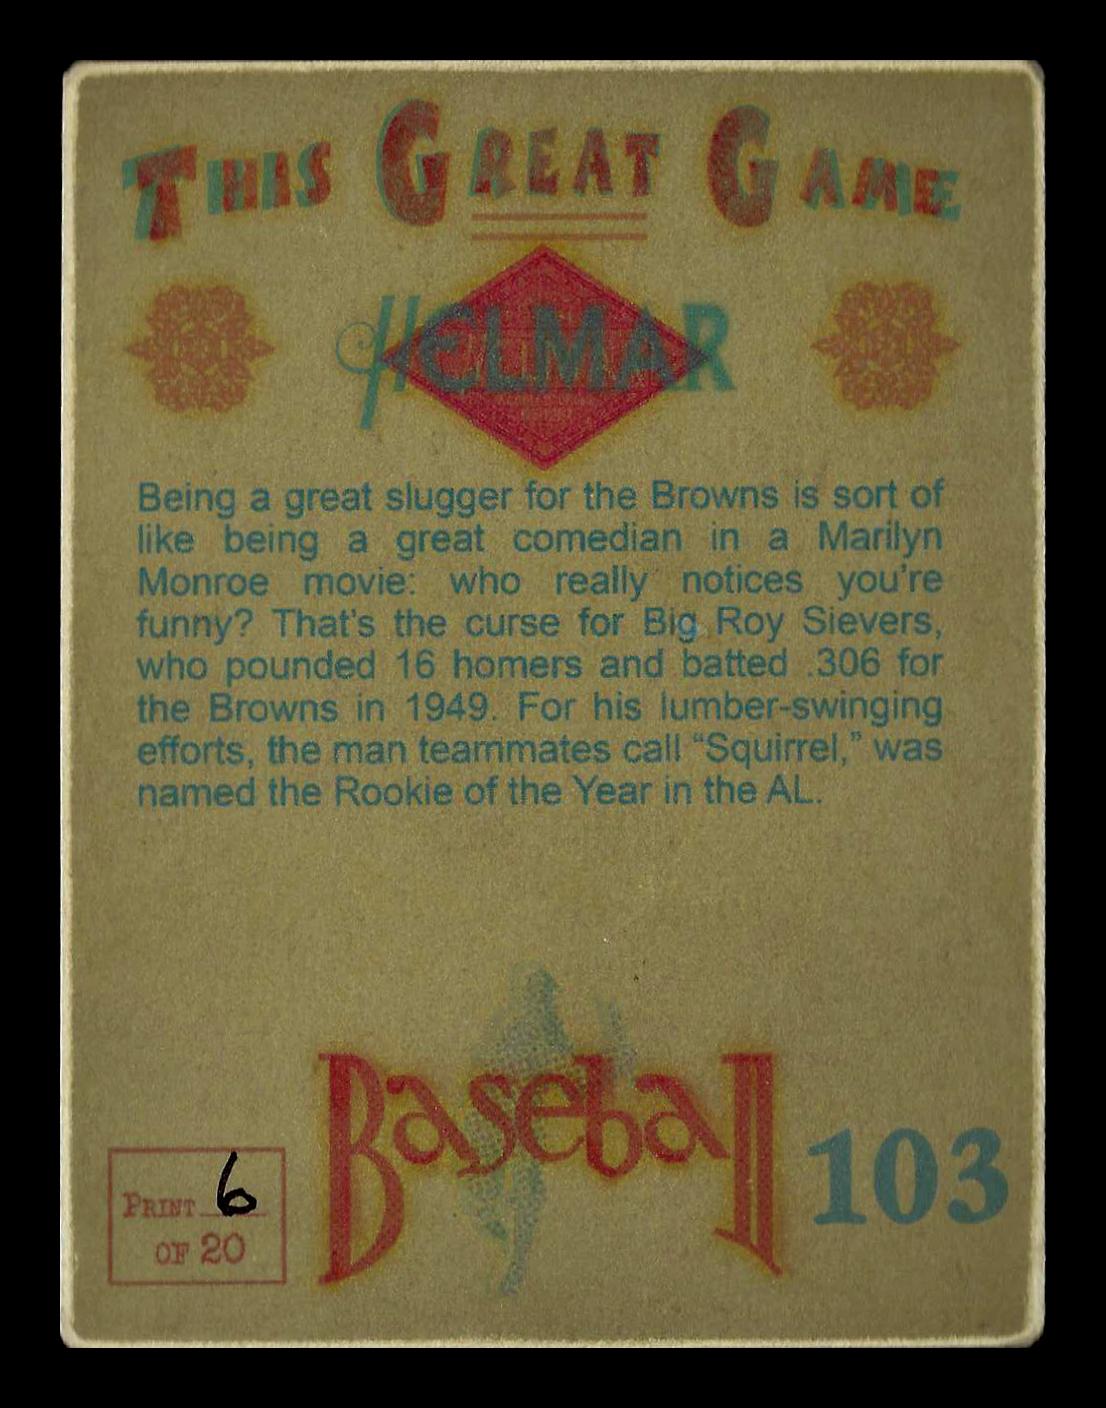 THIS GREAT GAME
HELMAR
Being a great slugger for the Browns is sort of
like being a great comedian in a Marilyn
Monroe movie: who really notices you're
funny? That's the curse for Big Roy Sievers,
who pounded 16 homers and batted .306 for
the Browns in 1949. For his lumber-swinging
efforts, the man teammates call “Squirrel,” was
named the Rookie of the Year in the AL.
Baseball
103
PRINT 6
OF 20